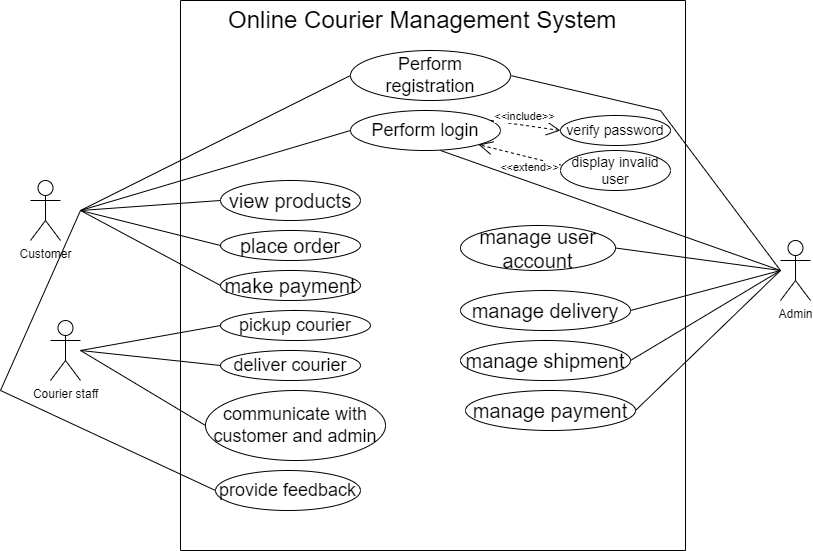 Online Courier Management System
Perform
registration
Perform login
<<include>>
verify password
<<extend>>
display invalid
user
view products
place order
make payment
pickup courier
deliver courier
communicate with
customer and admin
provide feedback
manage user
account
manage delivery
manage shipment
manage payment
Customer
Courier staff
Admin